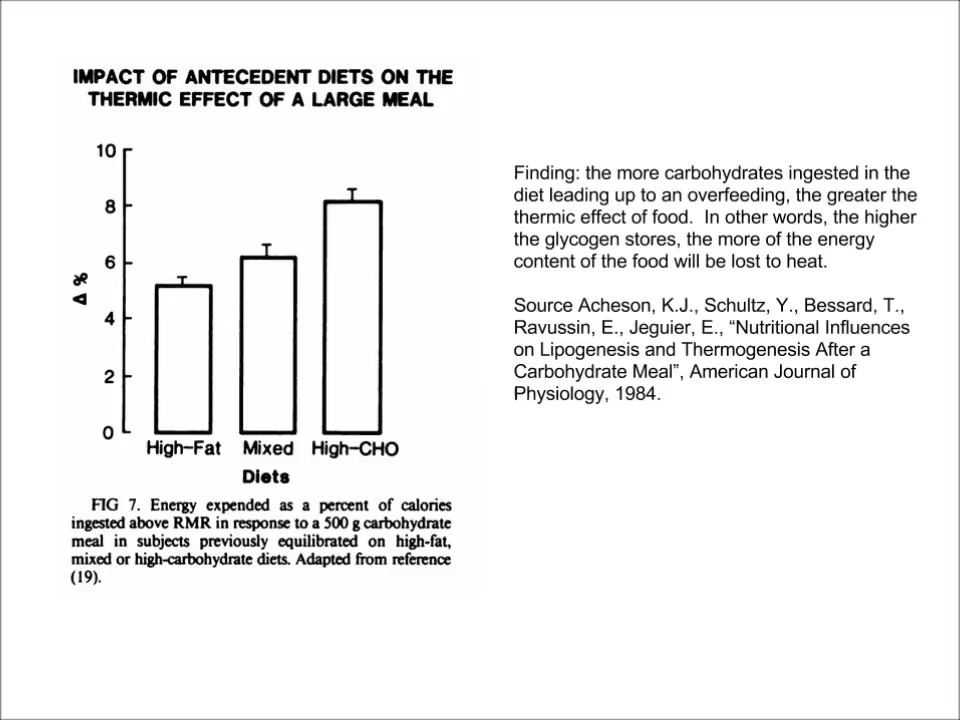 IMPACT OF ANTECEDENT DIETS ON THE
THERMIC EFFECT OF A LARGE MEAL
10
8
6
4
2
0
Δ %
High-Fat Mixed High-CHO
Diets
FIG 7. Energy expended as a percent of calories
ingested above RMR in response to a 500 g carbohydrate
meal in subjects previously equilibrated on high-fat,
mixed or high-carbohydrate diets. Adapted from reference
(19).
Finding: the more carbohydrates ingested in the
diet leading up to an overfeeding, the greater the
thermic effect of food.  In other words, the higher
the glycogen stores, the more of the energy
content of the food will be lost to heat.
Source Acheson, K.J., Schultz, Y., Bessard, T.,
Ravussin, E., Jeguier, E., “Nutritional Influences
on Lipogenesis and Thermogenesis After a
Carbohydrate Meal”, American Journal of
Physiology, 1984.